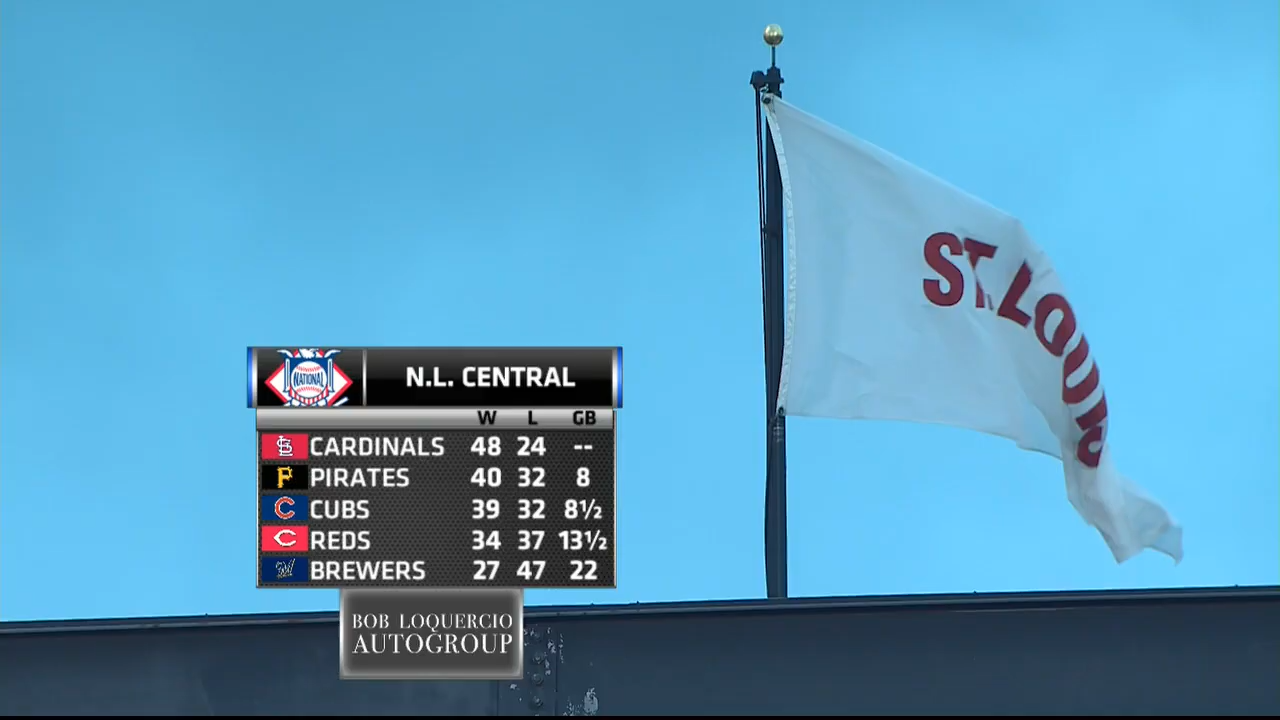 ST. LOUIS
NATIONAL
N.L. CENTRAL
W L GB
CARDINALS 48 24 --
PIRATES 40 32 8
CUBS 39 32 8½
REDS 34 37 13½
BREWERS 27 47 22
BOB LOQUERCIO
AUTOGROUP